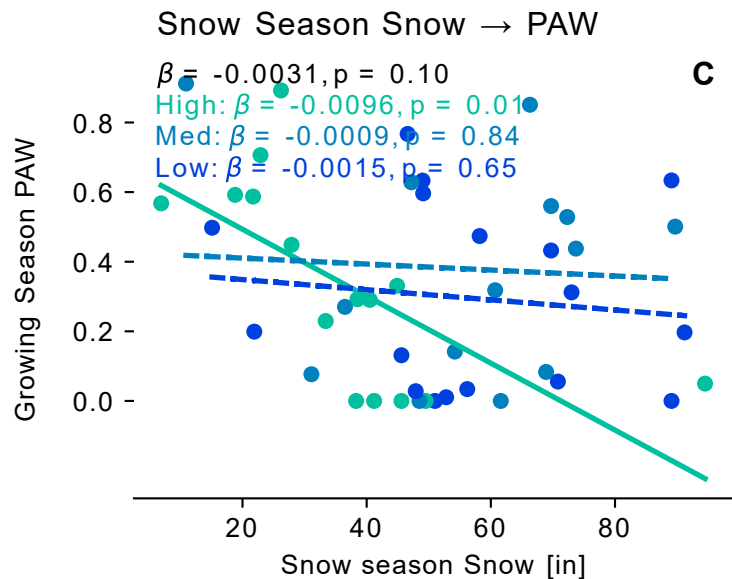 Snow Season Snow → PAW
β = -0.0031, p = 0.10
C
High: β = -0.0096, p = 0.01
Med: β = -0.0009, p = 0.84
Low: β = -0.0015, p = 0.65
Growing Season PAW
0.8
0.6
0.4
0.2
0.0
20 40 60 80
Snow season Snow [in]